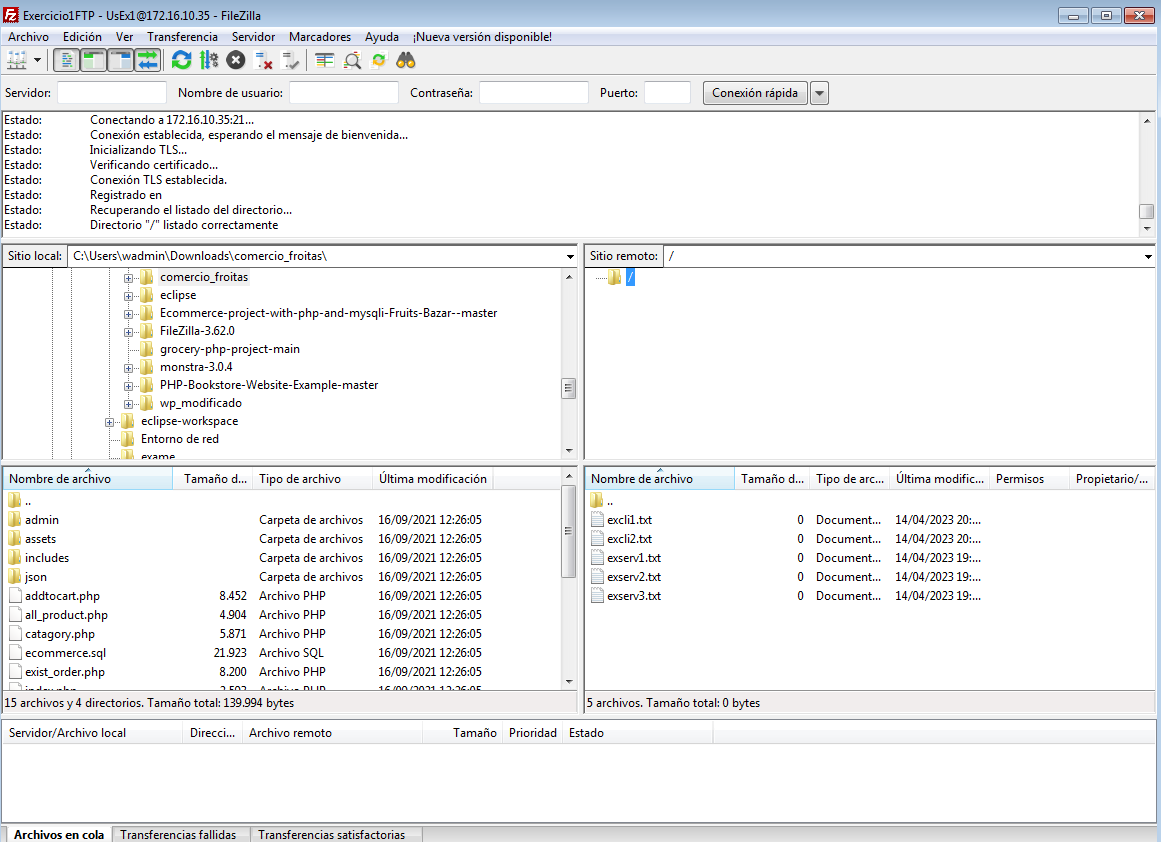 Exercicio1FTP - UsEx1@172.16.10.35 - FileZilla
Archivo Edición Ver Transferencia Servidor Marcadores Ayuda ¡Nueva versión disponible!
Servidor: Nombre de usuario: Contraseña: Puerto: Conexión rápida
Estado: Conectando a 172.16.10.35:21...
Estado: Conexión establecida, esperando el mensaje de bienvenida...
Estado: Inicializando TLS...
Estado: Verificando certificado...
Estado: Conexión TLS establecida.
Estado: Registrado en
Estado: Recuperando el listado del directorio...
Estado: Directorio "/" listado correctamente
Sitio local: C:\Users\wadmin\Downloads\comercio_froitas\
comercio_froitas
eclipse
Ecommerce-project-with-php-and-mysqli-Fruits-Bazar--master
FileZilla-3.62.0
grocery-php-project-main
monstra-3.0.4
PHP-Bookstore-Website-Example-master
wp_modificado
eclipse-workspace
Entorno de red
exame
Sitio remoto: /
/
Nombre de archivo Tamaño d... Tipo de archivo Última modificación
..
admin Carpeta de archivos 16/09/2021 12:26:05
assets Carpeta de archivos 16/09/2021 12:26:05
includes Carpeta de archivos 16/09/2021 12:26:05
json Carpeta de archivos 16/09/2021 12:26:05
addtocart.php 8.452 Archivo PHP 16/09/2021 12:26:05
all_product.php 4.904 Archivo PHP 16/09/2021 12:26:05
catagory.php 5.871 Archivo PHP 16/09/2021 12:26:05
ecommerce.sql 21.923 Archivo SQL 16/09/2021 12:26:05
exist_order.php 8.200 Archivo PHP 16/09/2021 12:26:05
index.php Archivo PHP 16/09/2021 12:26:05
15 archivos y 4 directorios. Tamaño total: 139.994 bytes
Nombre de archivo Tamaño d... Tipo de arc... Última modific... Permisos Propietario/...
..
excli1.txt 0 Document... 14/04/2023 20:...
excli2.txt 0 Document... 14/04/2023 20:...
exserv1.txt 0 Document... 14/04/2023 19:...
exserv2.txt 0 Document... 14/04/2023 19:...
exserv3.txt 0 Document... 14/04/2023 19:...
5 archivos. Tamaño total: 0 bytes
Servidor/Archivo local Direcci... Archivo remoto Tamaño Prioridad Estado
Archivos en cola Transferencias fallidas Transferencias satisfactorias